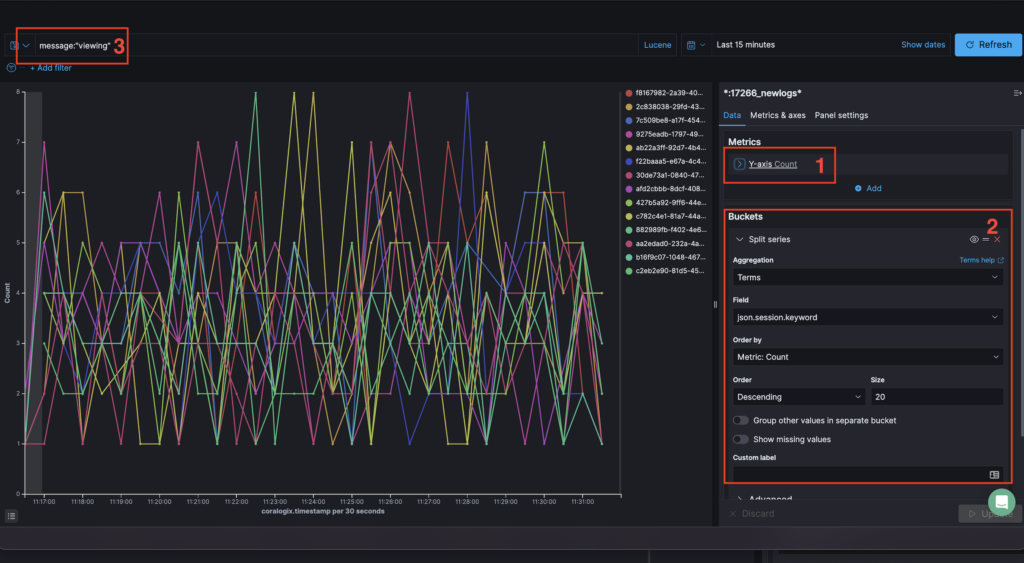 message:"viewing" 3
Lucene
Last 15 minutes
Show dates
Refresh
+ Add filter
*:17266_newlogs*
Data Metrics & axes Panel settings
Metrics
Y-axis Count 1
Add
Buckets 2
Split series
Aggregation
Terms help
Terms
Field
json.session.keyword
Order by
Metric: Count
Order Size
Descending 20
Group other values in separate bucket
Show missing values
Custom label
Advanced
Discard
f8167982-2a39-40...
2c838038-29fd-43...
7c509be8-a17f-454...
9275eadb-1797-49...
ab22a3ff-92d7-4b4...
f22baaa5-e67a-4c4...
30de73a1-0840-47...
afd2cbbb-8dcf-408...
427b5a92-9ff6-44e...
c782c4e1-81a7-44a...
882989fb-f402-4e6...
aa2edad0-232a-4a...
b16f9c07-1048-467...
c2eb2e90-81d5-45...
Count
8
7
6
5
4
3
2
1
0
11:17:00 11:18:00 11:19:00 11:20:00 11:21:00 11:22:00 11:23:00 11:24:00 11:25:00 11:26:00 11:27:00 11:28:00 11:29:00 11:30:00 11:31:00
coralogix.timestamp per 30 seconds